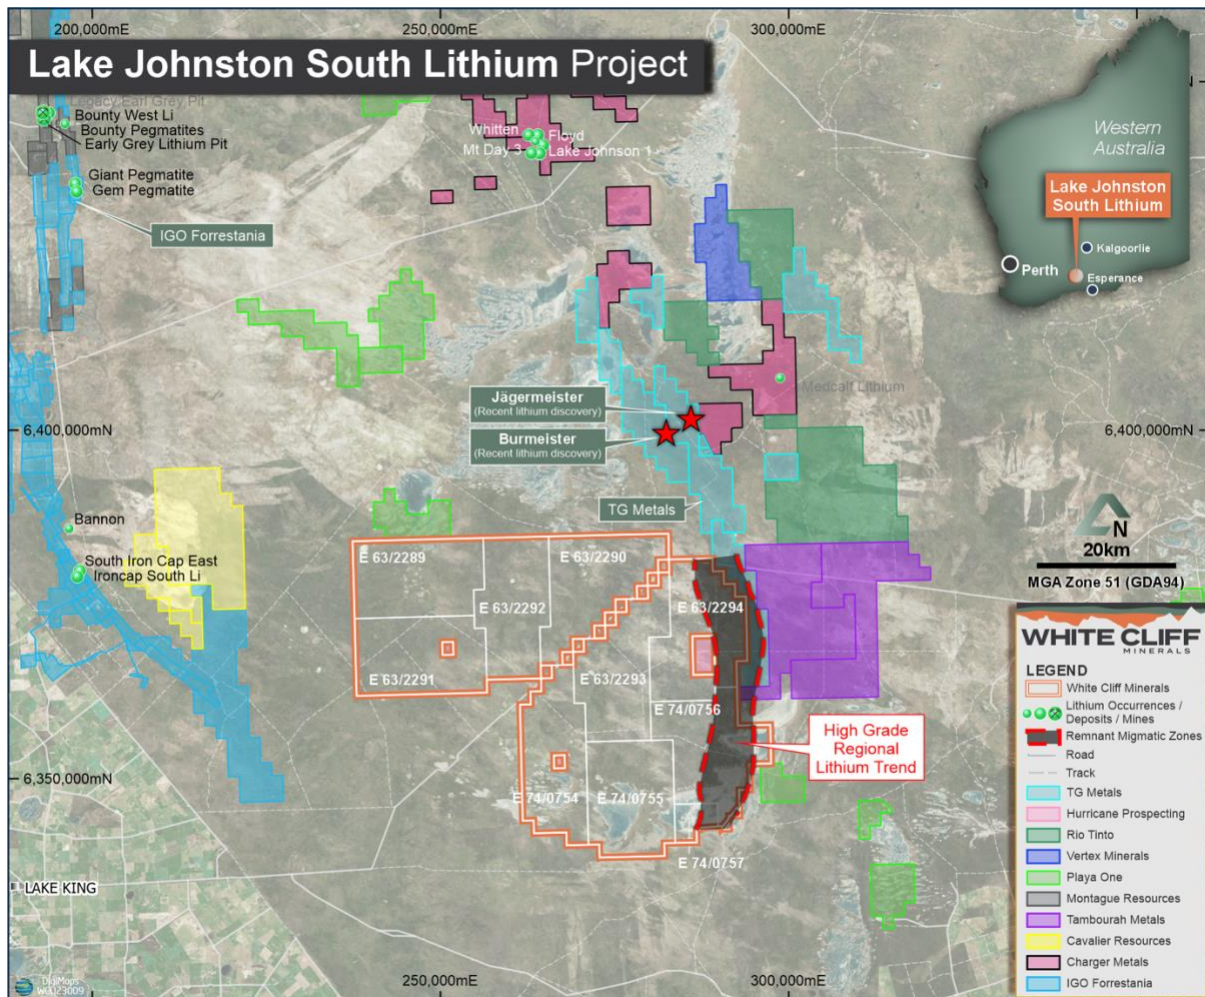 200,000mE
250,000mE
300,000mE
Lake Johnston South Lithium Project
Legacy Earl Grey Pit
Bounty West Li
Bounty Pegmatites
Early Grey Lithium Pit
Giant Pegmatite
Gem Pegmatite
IGO Forrestania
Whitten
Floyd
Mt Day 3
Lake Johnson 1
Western
Australia
Lake Johnston
South Lithium
Kalgoorlie
Perth
Esperance
Medcalf Lithium
Jägermeister
(Recent lithium discovery)
Burmeister
(Recent lithium discovery)
6,400,000mN
6,400,000mN
TG Metals
Bannon
South Iron Cap East
Ironcap South Li
E 63/2289
E 63/2290
E 63/2292
E 63/2294
E 63/2291
E 63/2293
E 74/0756
E 74/0754
E 74/0755
E 74/0757
High Grade
Regional
Lithium Trend
6,350,000mN
LAKE KING
N
20km
MGA Zone 51 (GDA94)
WHITE CLIFF
MINERALS
LEGEND
White Cliff Minerals
Lithium Occurrences /
Deposits / Mines
Remnant Migmatic Zones
Road
Track
TG Metals
Hurricane Prospecting
Rio Tinto
Vertex Minerals
Playa One
Montague Resources
Tambourah Metals
Cavalier Resources
Charger Metals
IGO Forrestania
DigiMaps
250,000mE
300,000mE